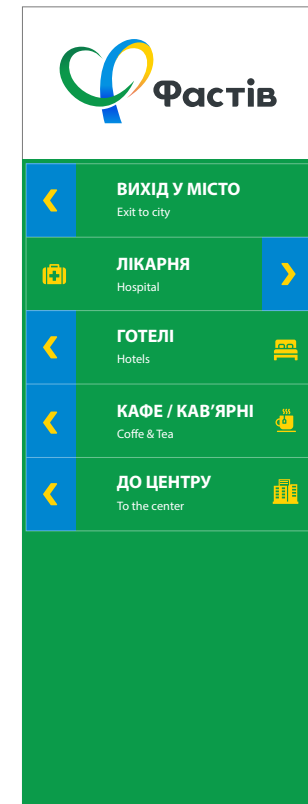 Фастів
ВИХІД У МІСТО
Exit to city
ЛІКАРНЯ
Hospital
ГОТЕЛІ
Hotels
КАФЕ / КАВ’ЯРНІ
Coffe & Tea
ДО ЦЕНТРУ
To the center